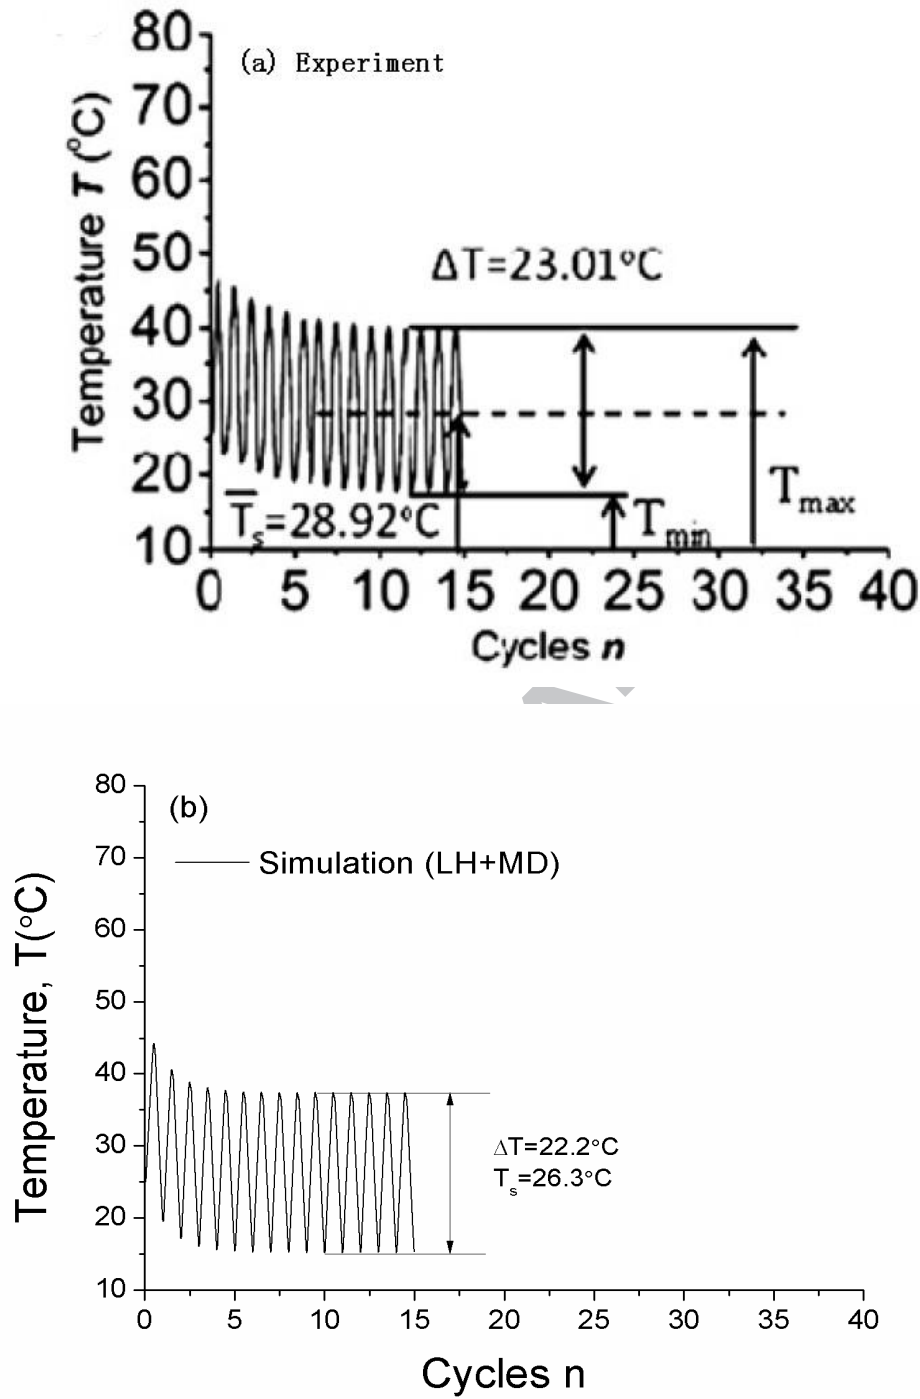 80
(a) Experiment
70
60
50
40
30
20
10
Temperature T (°C)
ΔT=23.01°C
T̅s=28.92°C
Tmin
Tmax
0 5 10 15 20 25 30 35 40
Cycles n
80
(b)
70
Simulation (LH+MD)
60
50
40
30
20
10
Temperature, T(°C)
ΔT=22.2°C
Ts=26.3°C
0 5 10 15 20 25 30 35 40
Cycles n